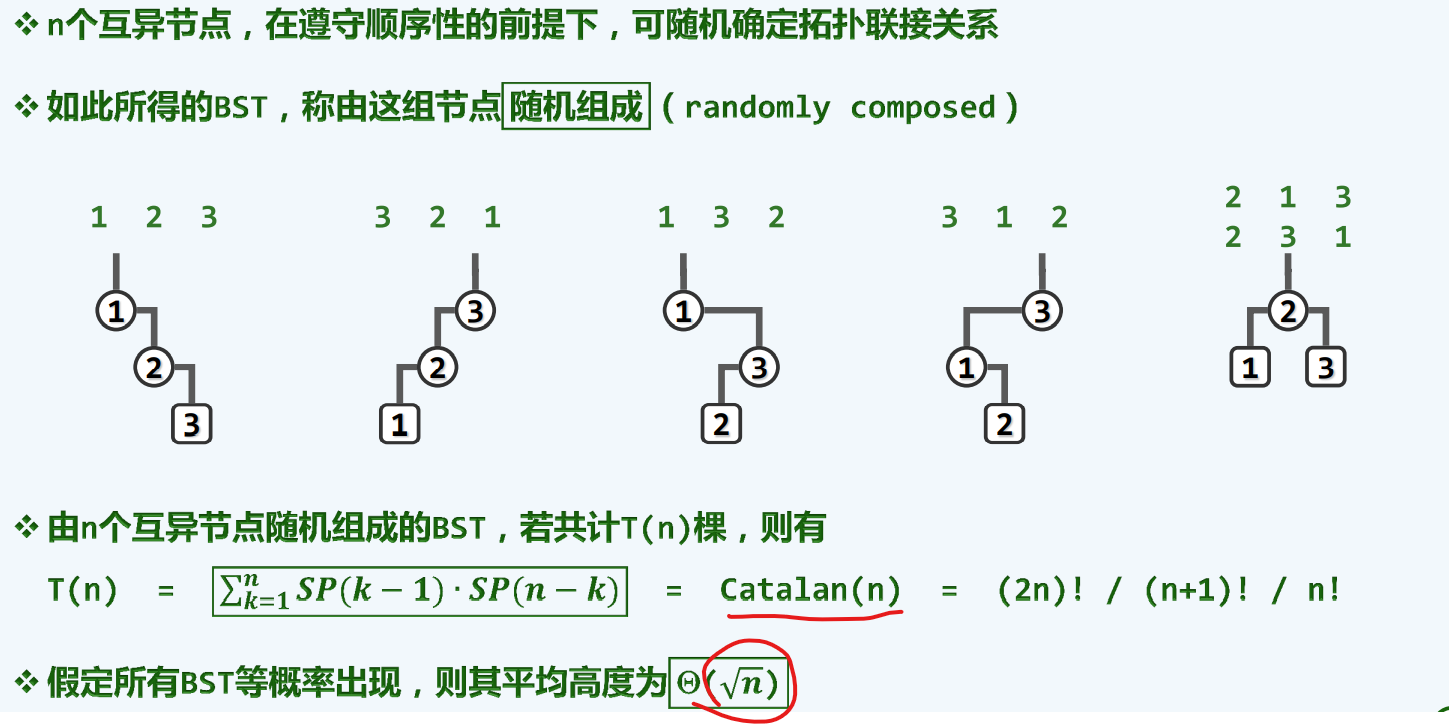 ❖ n个互异节点，在遵守顺序性的前提下，可随机确定拓扑联接关系
❖ 如此所得的BST，称由这组节点随机组成（randomly composed）
1 2 3
3 2 1
1 3 2
3 1 2
2 1 3
2 3 1
1
2
3
3
2
1
1
3
2
3
1
2
2
1 3
❖ 由n个互异节点随机组成的BST，若共计T(n)棵，则有
T(n) = ∑ₖ₌₁ⁿ SP(k − 1) · SP(n − k) = Catalan(n) = (2n)! / (n+1)! / n!
❖ 假定所有BST等概率出现，则其平均高度为Θ(√n)